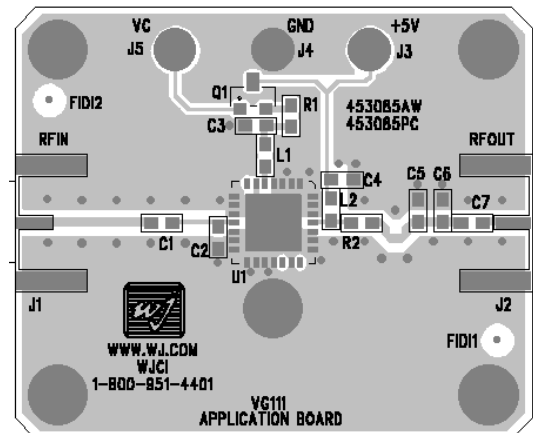 VC
GND
+5V
J5
J4
J3
Q1
R1
FIDI2
C3
453085AW
453085PC
RFIN
RFOUT
L1
C4
C5
C6
L2
C7
C1
C2
R2
U1
J1
J2
WJ
WWW.WJ.COM
WJCI
1-800-951-4401
FIDI1
VG111
APPLICATION BOARD